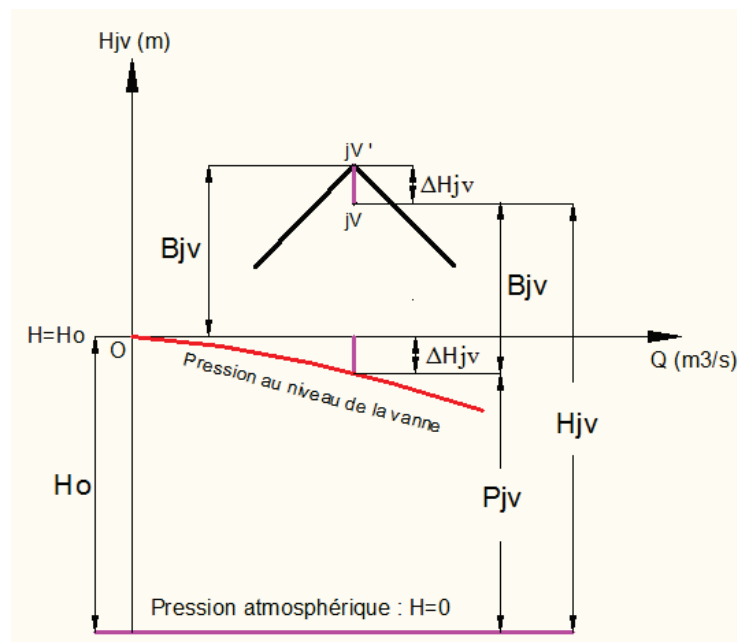 Hjv (m)
jV '
ΔHjv
jV
Bjv
Bjv
H=Ho
O
ΔHjv
Q (m3/s)
Pression au niveau de la vanne
Hjv
Ho
Pjv
Pression atmosphérique : H=0